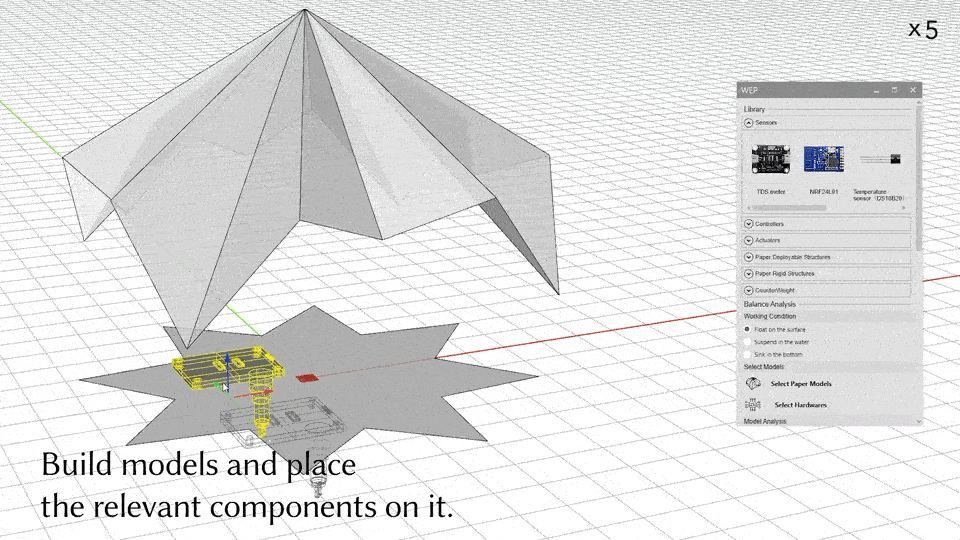 x 5
WEP
Library
Sensors
TDS meter
NRF24L01
Temperature
sensor
Controllers
Actuators
Paper Deployable Structures
Paper Rigid Structures
CounterWeight
Balance Analysis
Working Condition
Float on the surface
Suspend in the water
Sink in the bottom
Select Models
Select Paper Models
Select Hardwares
Model Analysis
Build models and place
the relevant components on it.